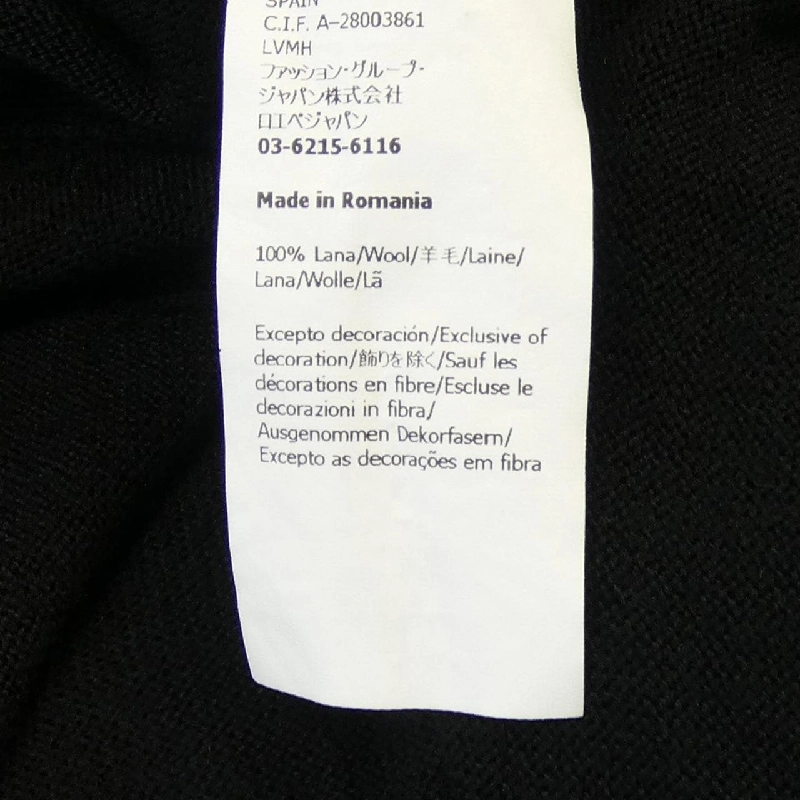 SPAIN
C.I.F. A-28003861
LVMH
ファッション・グループ・
ジャパン株式会社
ロエベジャパン
03-6215-6116
Made in Romania
100% Lana/Wool/羊毛/Laine/
Lana/Wolle/Lã
Excepto decoración/Exclusive of
decoration/飾りを除く/Sauf les
décorations en fibre/Escluse le
decorazioni in fibra/
Ausgenommen Dekorfasern/
Excepto as decorações em fibra